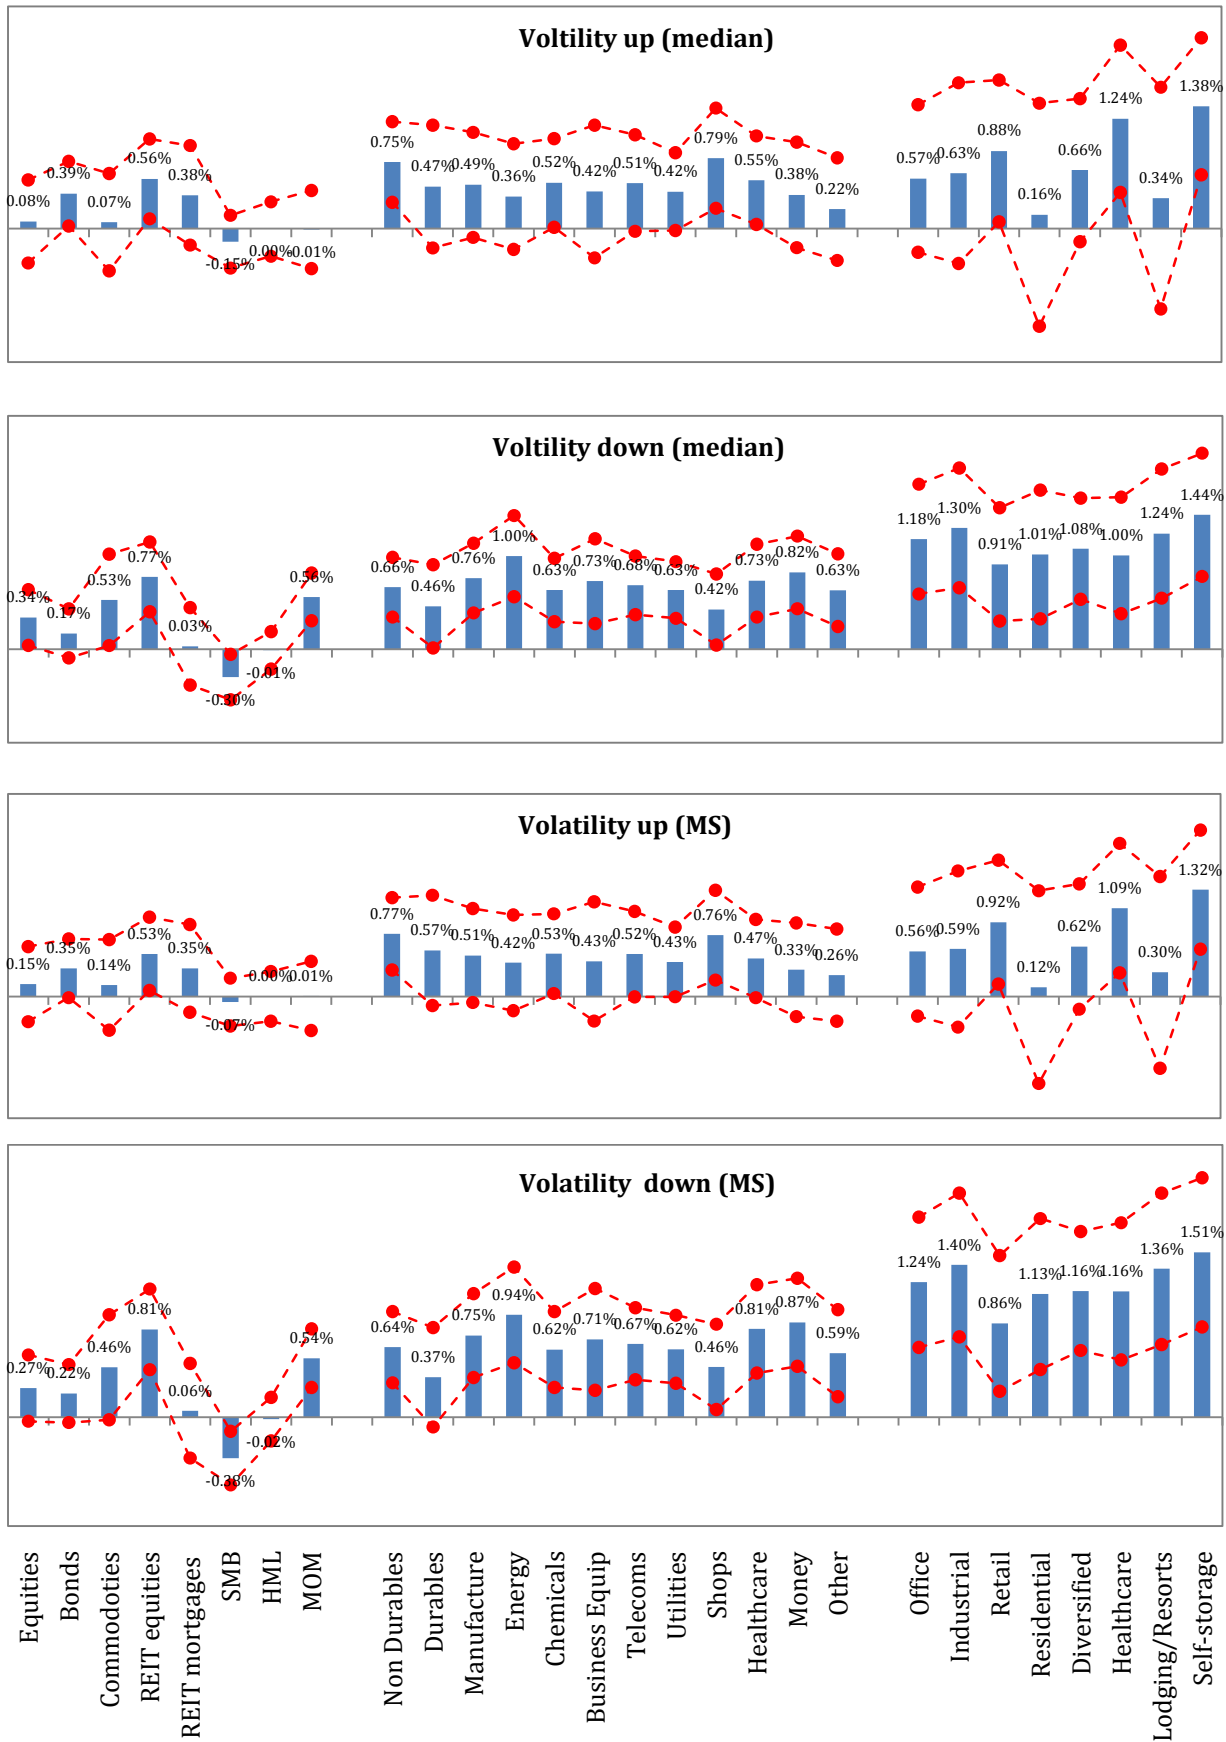 Voltility up (median)
0.08% 0.39% 0.07% 0.56% 0.38% -0.15% 0.00% -0.01% 0.75% 0.47% 0.49% 0.36% 0.52% 0.42% 0.51% 0.42% 0.79% 0.55% 0.38% 0.22% 0.57% 0.63% 0.88% 0.16% 0.66% 1.24% 0.34% 1.38%
Voltility down (median)
0.34% 0.17% 0.53% 0.77% 0.03% -0.30% -0.01% 0.56% 0.66% 0.46% 0.76% 1.00% 0.63% 0.73% 0.68% 0.63% 0.42% 0.73% 0.82% 0.63% 1.18% 1.30% 0.91% 1.01% 1.08% 1.00% 1.24% 1.44%
Volatility up (MS)
0.15% 0.35% 0.14% 0.53% 0.35% -0.07% 0.00% 0.01% 0.77% 0.57% 0.51% 0.42% 0.53% 0.43% 0.52% 0.43% 0.76% 0.47% 0.33% 0.26% 0.56% 0.59% 0.92% 0.12% 0.62% 1.09% 0.30% 1.32%
Volatility down (MS)
0.27% 0.22% 0.46% 0.81% 0.06% -0.38% -0.02% 0.54% 0.64% 0.37% 0.75% 0.94% 0.62% 0.71% 0.67% 0.62% 0.46% 0.81% 0.87% 0.59% 1.24% 1.40% 0.86% 1.13% 1.16% 1.16% 1.36% 1.51%
Equities
Bonds
Commodoties
REIT equities
REIT mortgages
SMB
HML
MOM
Non Durables
Durables
Manufacture
Energy
Chemicals
Business Equip
Telecoms
Utilities
Shops
Healthcare
Money
Other
Office
Industrial
Retail
Residential
Diversified
Healthcare
Lodging/Resorts
Self-storage